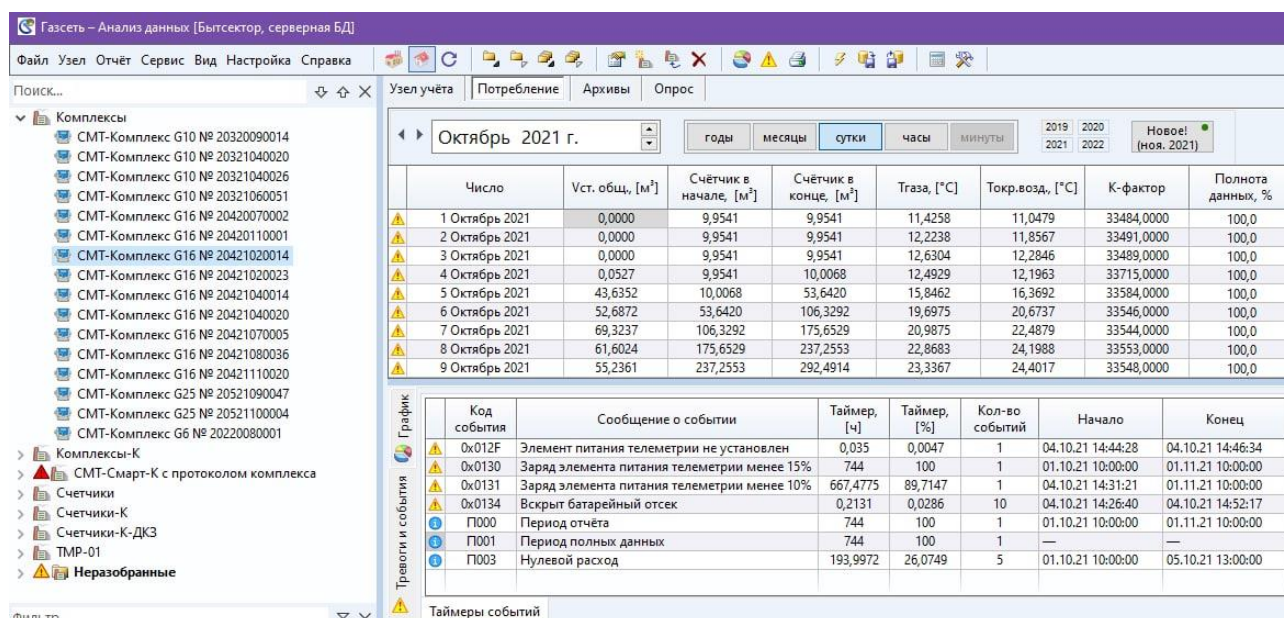 Газсеть – Анализ данных [Бытсектор, серверная БД]
Файл Узел Отчёт Сервис Вид Настройка Справка
Поиск...
Комплексы
СМТ-Комплекс G10 № 20320090014
СМТ-Комплекс G10 № 20321040020
СМТ-Комплекс G10 № 20321040026
СМТ-Комплекс G10 № 20321060051
СМТ-Комплекс G16 № 20420070002
СМТ-Комплекс G16 № 20420110001
СМТ-Комплекс G16 № 20421020014
СМТ-Комплекс G16 № 20421020023
СМТ-Комплекс G16 № 20421040014
СМТ-Комплекс G16 № 20421040020
СМТ-Комплекс G16 № 20421070005
СМТ-Комплекс G16 № 20421080036
СМТ-Комплекс G16 № 20421110020
СМТ-Комплекс G25 № 20521090047
СМТ-Комплекс G25 № 20521100004
СМТ-Комплекс G6 № 20220080001
Комплексы-К
СМТ-Смарт-К с протоколом комплекса
Счетчики
Счетчики-К
Счетчики-К-ДКЗ
ТМР-01
Неразобранные
Фильтр
Узел учёта Потребление Архивы Опрос
Октябрь 2021 г. годы месяцы сутки часы минуты 2019 2020 2021 2022 Новое! (ноя. 2021)
Число Vст. общ., [м³] Счётчик в начале, [м³] Счётчик в конце, [м³] Tгаза, [°C] Tокр.возд., [°C] К-фактор Полнота данных, %
1 Октябрь 2021 0,0000 9,9541 9,9541 11,4258 11,0479 33484,0000 100,0
2 Октябрь 2021 0,0000 9,9541 9,9541 12,2238 11,8567 33491,0000 100,0
3 Октябрь 2021 0,0000 9,9541 9,9541 12,6304 12,2846 33489,0000 100,0
4 Октябрь 2021 0,0527 9,9541 10,0068 12,4929 12,1963 33715,0000 100,0
5 Октябрь 2021 43,6352 10,0068 53,6420 15,8462 16,3692 33584,0000 100,0
6 Октябрь 2021 52,6872 53,6420 106,3292 19,6975 20,6737 33546,0000 100,0
7 Октябрь 2021 69,3237 106,3292 175,6529 20,9875 22,4879 33544,0000 100,0
8 Октябрь 2021 61,6024 175,6529 237,2553 22,8683 24,1988 33553,0000 100,0
9 Октябрь 2021 55,2361 237,2553 292,4914 23,3367 24,4017 33548,0000 100,0
График
Тревоги и события
Код события Сообщение о событии Таймер, [ч] Таймер, [%] Кол-во событий Начало Конец
0x012F Элемент питания телеметрии не установлен 0,035 0,0047 1 04.10.21 14:44:28 04.10.21 14:46:34
0x0130 Заряд элемента питания телеметрии менее 15% 744 100 1 01.10.21 10:00:00 01.11.21 10:00:00
0x0131 Заряд элемента питания телеметрии менее 10% 667,4775 89,7147 1 04.10.21 14:31:21 01.11.21 10:00:00
0x0134 Вскрыт батарейный отсек 0,2131 0,0286 10 04.10.21 14:26:40 04.10.21 14:52:17
П000 Период отчёта 744 100 1 01.10.21 10:00:00 01.11.21 10:00:00
П001 Период полных данных 744 100 1 — —
П003 Нулевой расход 193,9972 26,0749 5 01.10.21 10:00:00 05.10.21 13:00:00
Таймеры событий